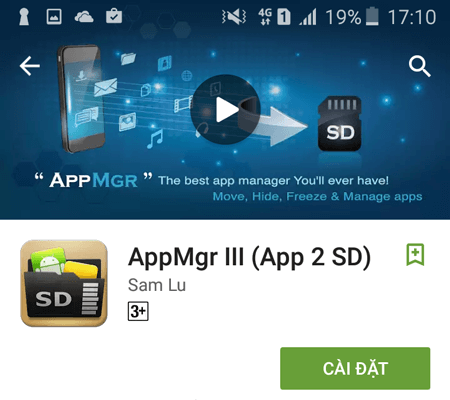 4G 1 19% 17:10
SD
“ APPMGR ” The best app manager You'll ever have!
Move, Hide, Freeze & Manage apps
AppMgr III (App 2 SD)
SD
Sam Lu
3+
CÀI ĐẶT